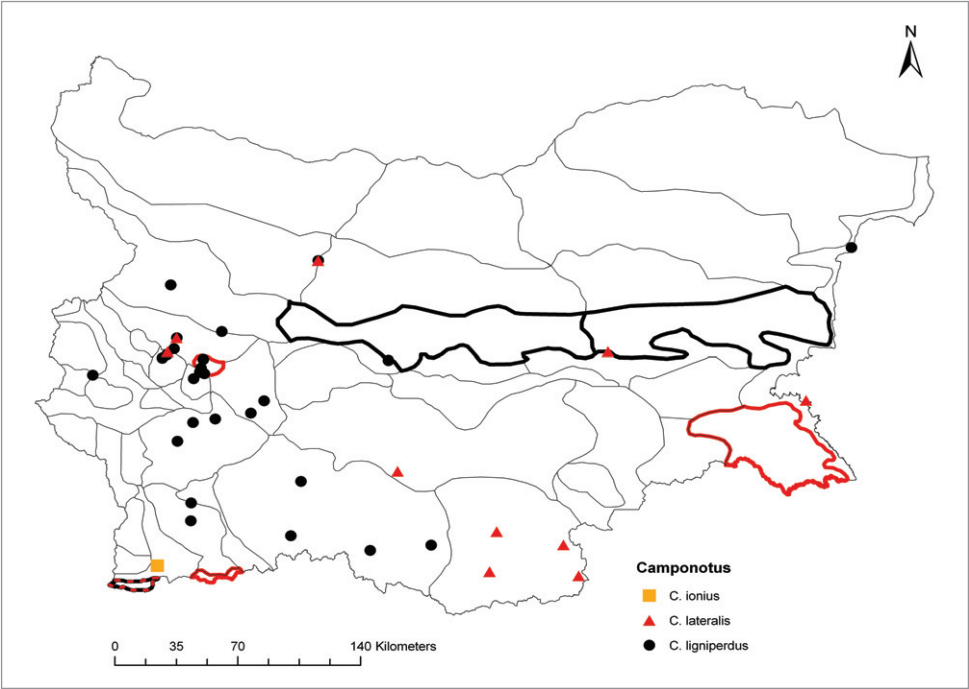 N
Camponotus
C. ionius
C. lateralis
C. ligniperdus
0 35 70 140 Kilometers